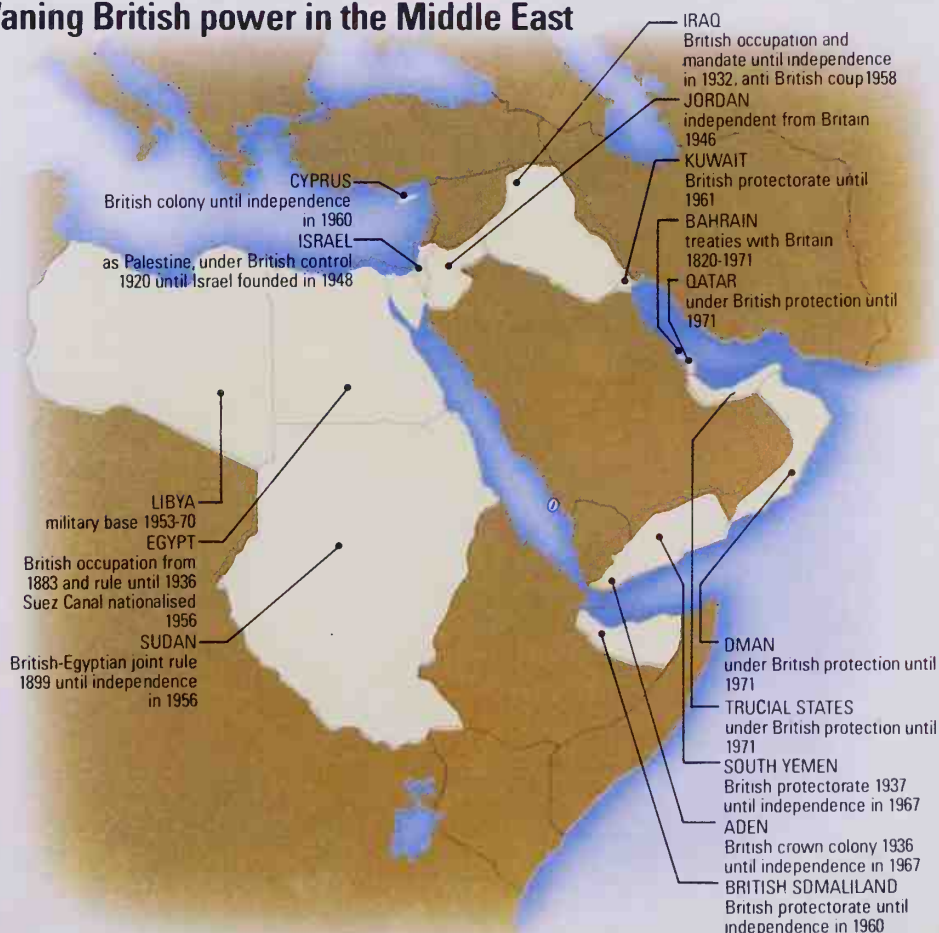 Waning British power in the Middle East
IRAQ
British occupation and
mandate until independence
in 1932. anti British coup 1958
JORDAN
independent from Britain
1946
KUWAIT
British protectorate until
1961
BAHRAIN
treaties with Britain
1820-1971
QATAR
under British protection until
1971
CYPRUS
British colony until independence
in 1960
ISRAEL
as Palestine, under British control
1920 until Israel founded in 1948
LIBYA
military base 1953-70
EGYPT
British occupation from
1883 and rule until 1936
Suez Canal nationalised
1956
SUDAN
British-Egyptian joint rule
1899 until independence
in 1956
OMAN
under British protection until
1971
TRUCIAL STATES
under British protection until
1971
SOUTH YEMEN
British protectorate 1937
until independence in 1967
ADEN
British crown colony 1936
until independence in 1967
BRITISH SOMALILAND
British protectorate until
independence in 1960